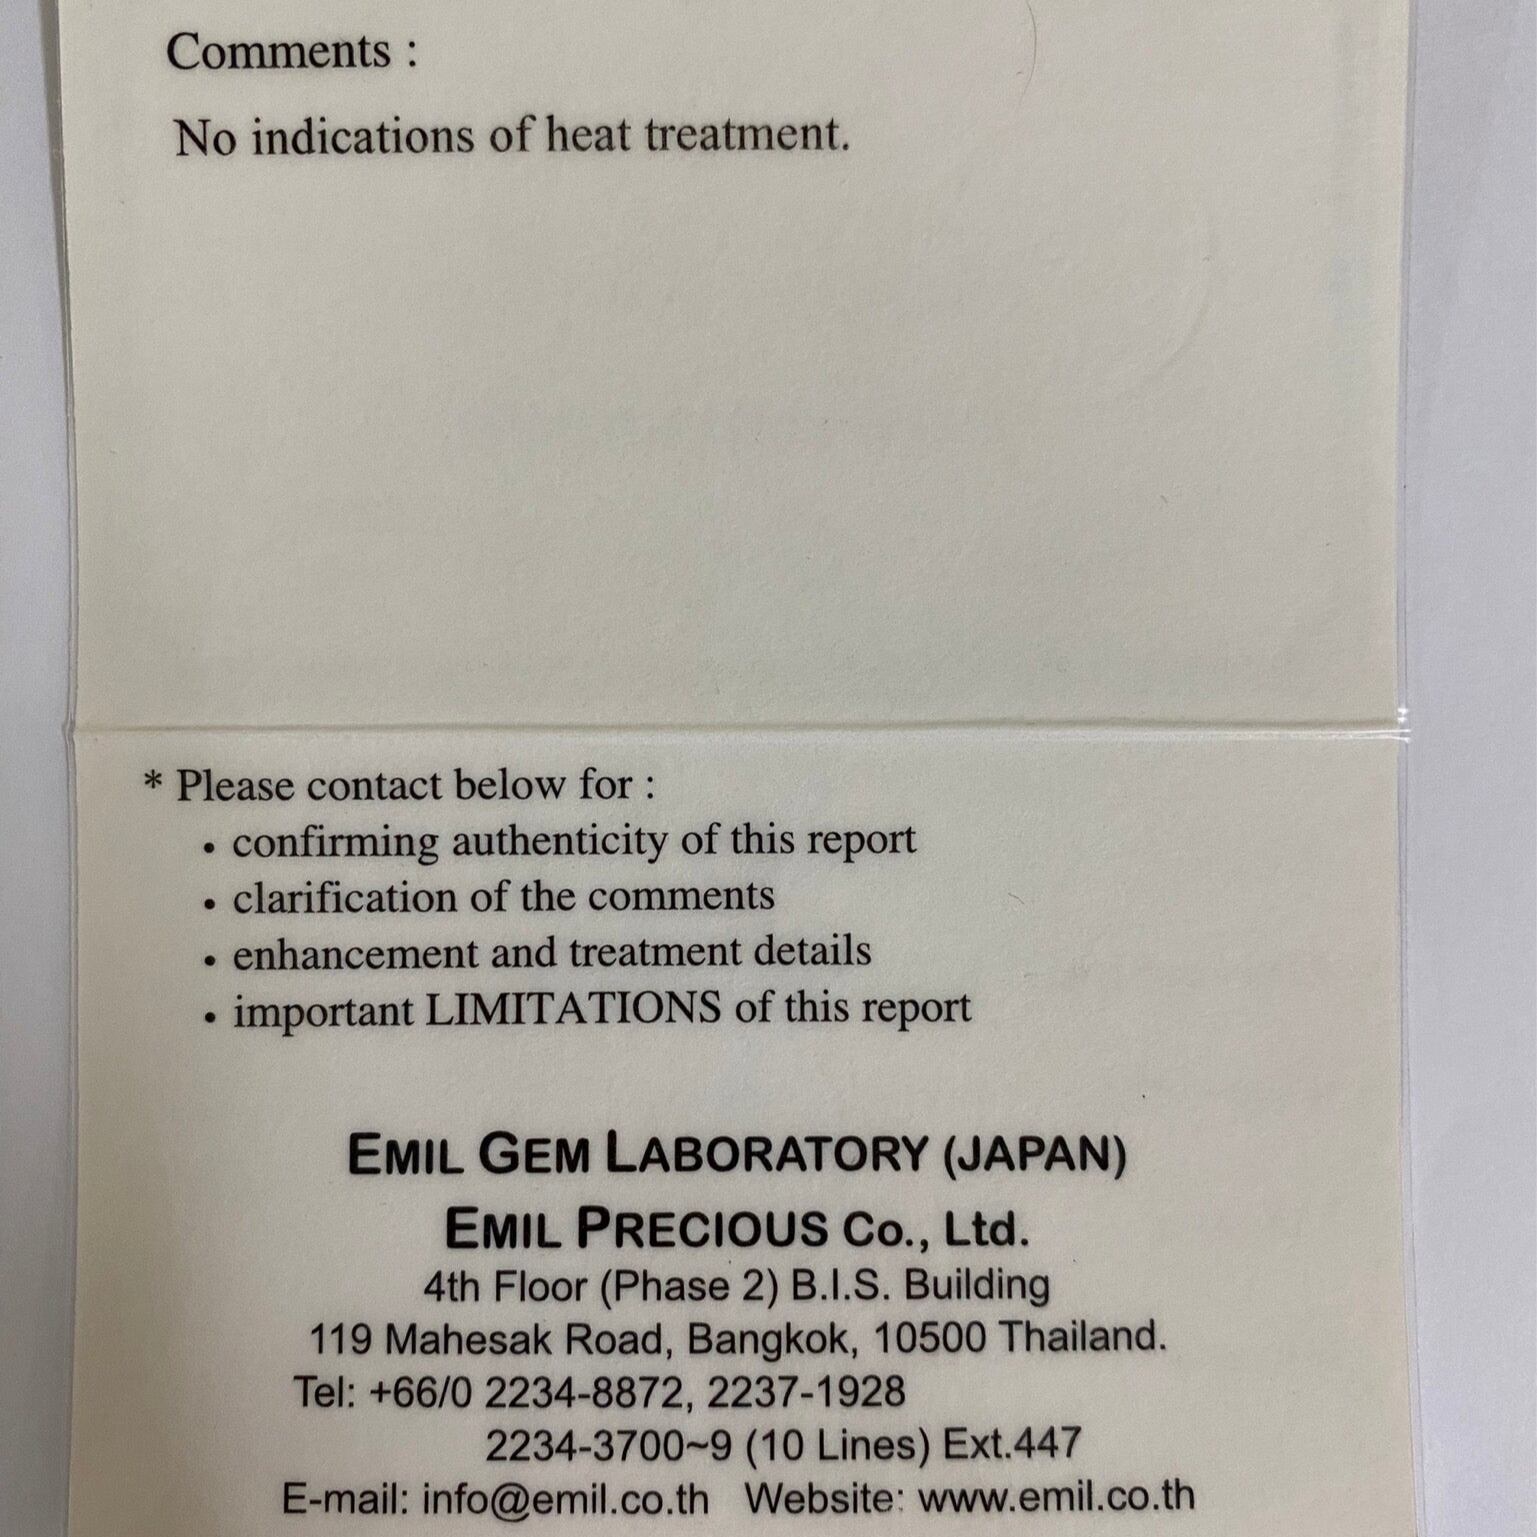 Comments :
No indications of heat treatment.
* Please contact below for :
• confirming authenticity of this report
• clarification of the comments
• enhancement and treatment details
• important LIMITATIONS of this report
EMIL GEM LABORATORY (JAPAN)
EMIL PRECIOUS Co., Ltd.
4th Floor (Phase 2) B.I.S. Building
119 Mahesak Road, Bangkok, 10500 Thailand.
Tel: +66/0 2234-8872, 2237-1928
2234-3700~9 (10 Lines) Ext.447
E-mail: info@emil.co.th Website: www.emil.co.th